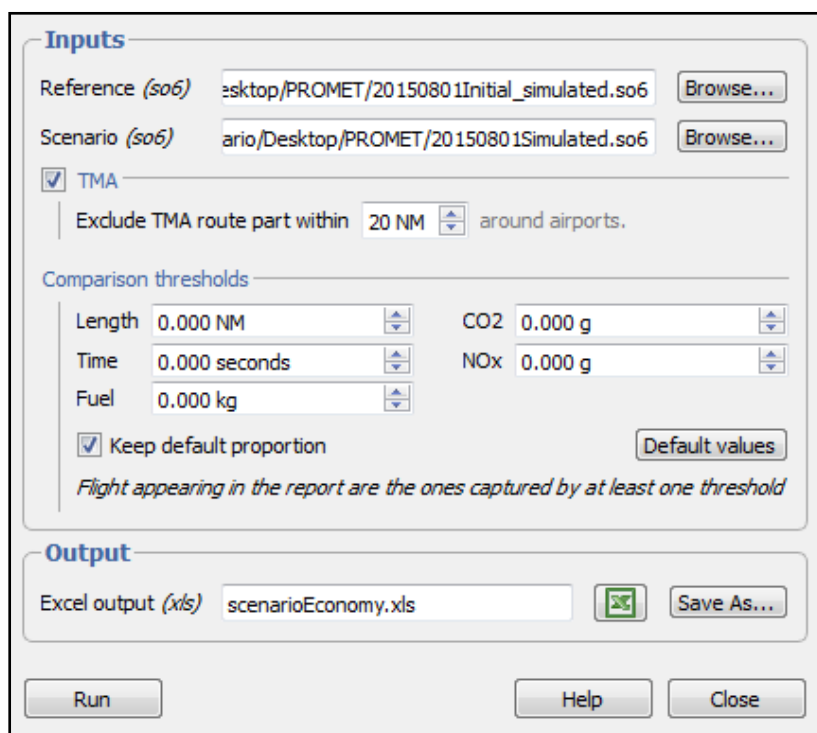 Inputs
Reference (so6) esktop/PROMET/20150801Initial_simulated.so6 Browse...
Scenario (so6) ario/Desktop/PROMET/20150801Simulated.so6 Browse...
TMA
Exclude TMA route part within 20 NM around airports.
Comparison thresholds
Length 0.000 NM CO2 0.000 g
Time 0.000 seconds NOx 0.000 g
Fuel 0.000 kg
Keep default proportion Default values
Flight appearing in the report are the ones captured by at least one threshold
Output
Excel output (xls) scenarioEconomy.xls Save As...
Run Help Close